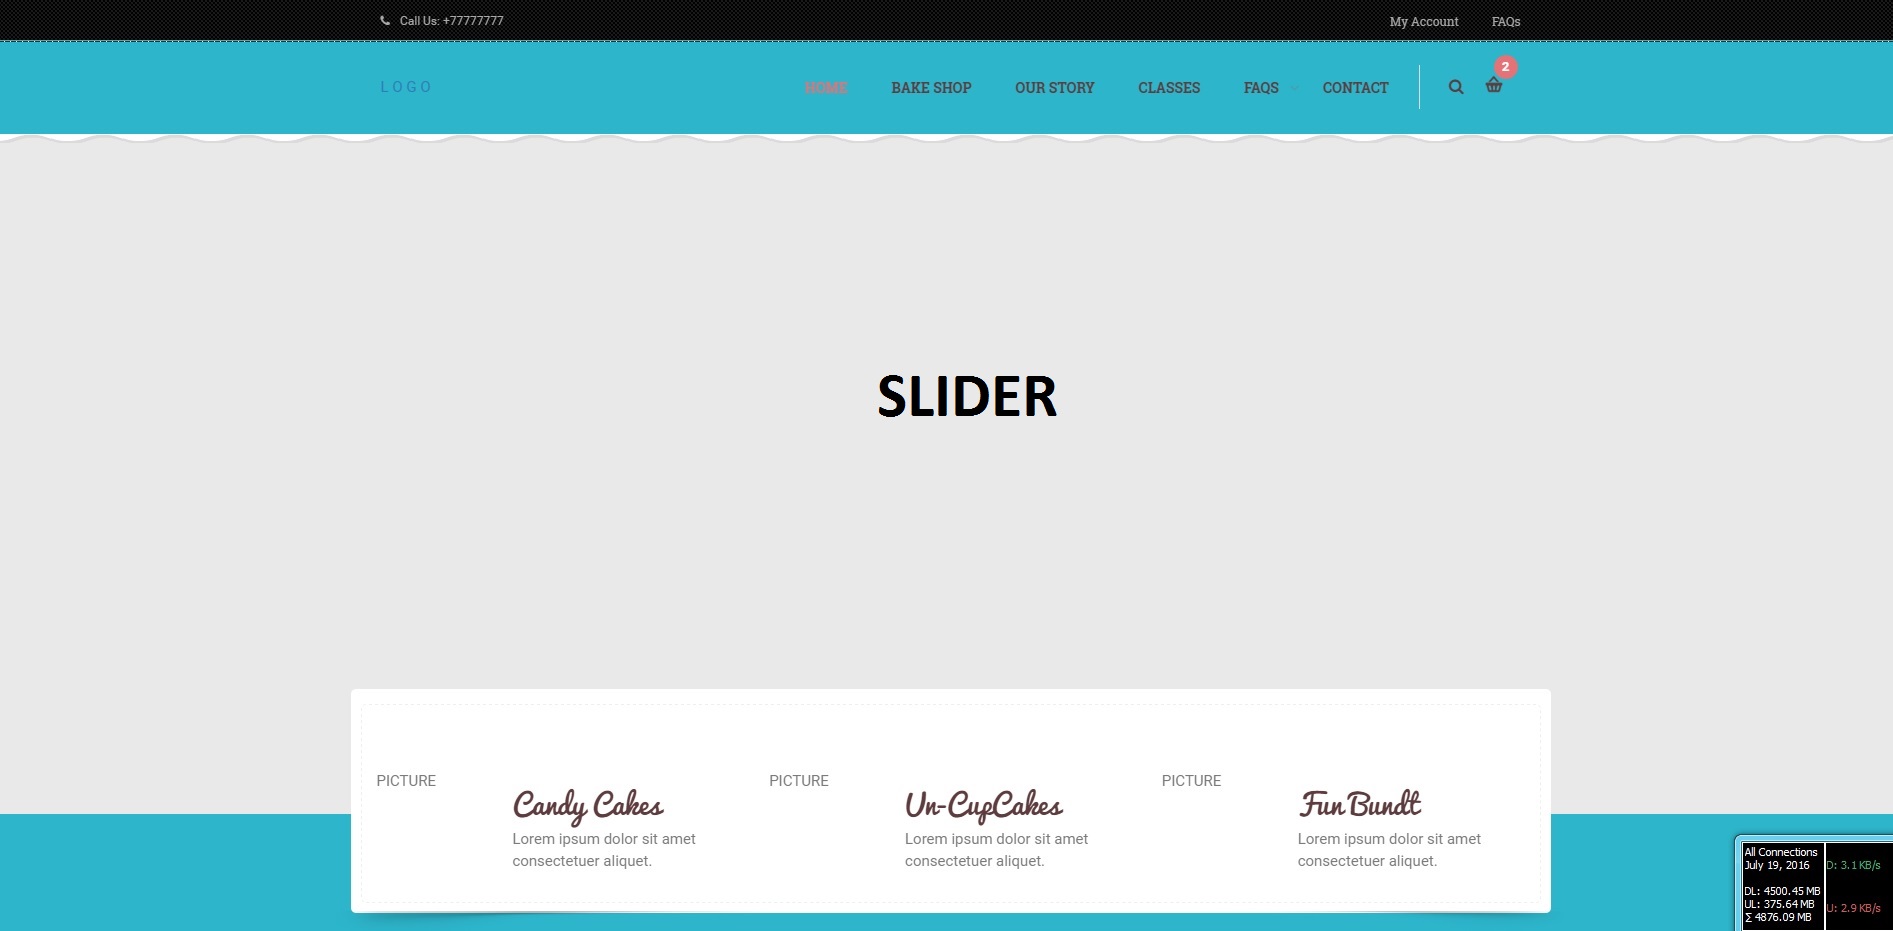 Call Us: +77777777
My Account FAQs
LOGO
HOME BAKE SHOP OUR STORY CLASSES FAQS CONTACT 2
SLIDER
PICTURE
Candy Cakes
Lorem ipsum dolor sit amet
consectetuer aliquet.
PICTURE
Un-CupCakes
Lorem ipsum dolor sit amet
consectetuer aliquet.
PICTURE
Fun Bundt
Lorem ipsum dolor sit amet
consectetuer aliquet.
All Connections
July 19, 2016
DL: 4500.45 MB
UL: 375.64 MB
Σ 4876.09 MB
D: 3.1 KB/s
U: 2.9 KB/s